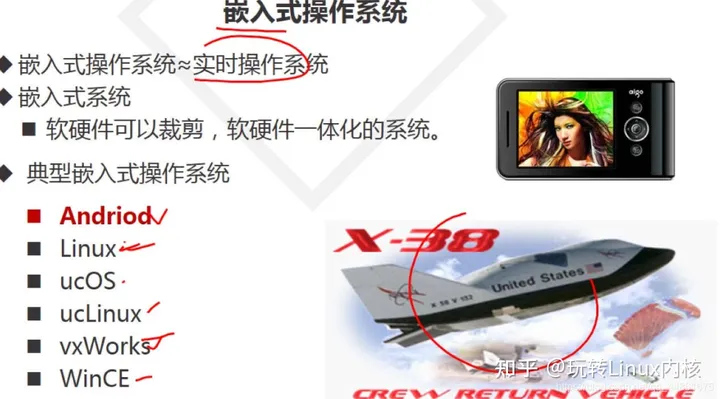 嵌入式操作系统
◆ 嵌入式操作系统≈实时操作系统
◆ 嵌入式系统
■ 软硬件可以裁剪，软硬件一体化的系统。
aigo
◆ 典型嵌入式操作系统
■ Andriod
■ Linux
■ ucOS
■ ucLinux
■ vxWorks
■ WinCE
X-38
United States
X 38 V 132
CREW RETURN VEHICLE
知乎 @玩转Linux内核